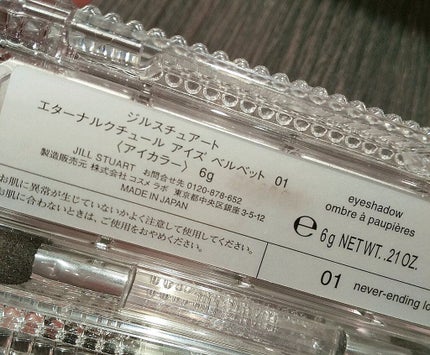 ジルスチュアート
エターナルクチュール アイズ ベルベット 01
〈アイカラー〉 6g
JILL STUART お問合せ先 0120-878-652
製造販売元 株式会社コスメ ラボ 東京都中央区銀座 3-5-12
MADE IN JAPAN
お肌に異常が生じていないかよく注意して使用してください。
お肌に合わないときは、ご使用をおやめください。
eyeshadow
ombre à paupières
℮ 6g NET WT. .21 OZ.
01 never-ending